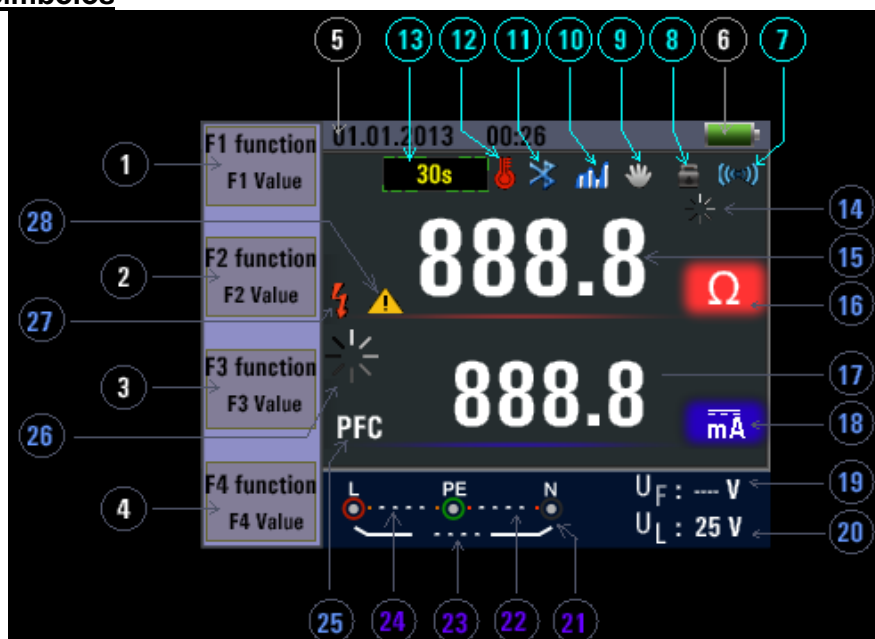 5 13 12 11 10 9 8 6 7
01.01.2013 00:26
1 F1 function
F1 Value
30s
14
28 888.8 15
2 F2 function
F2 Value
Ω 16
27
3 F3 function
F3 Value
888.8 17
26 PFC mA 18
4 F4 function
F4 Value
L PE N
UF : ---- V 19
UL : 25 V 20
25 24 23 22 21